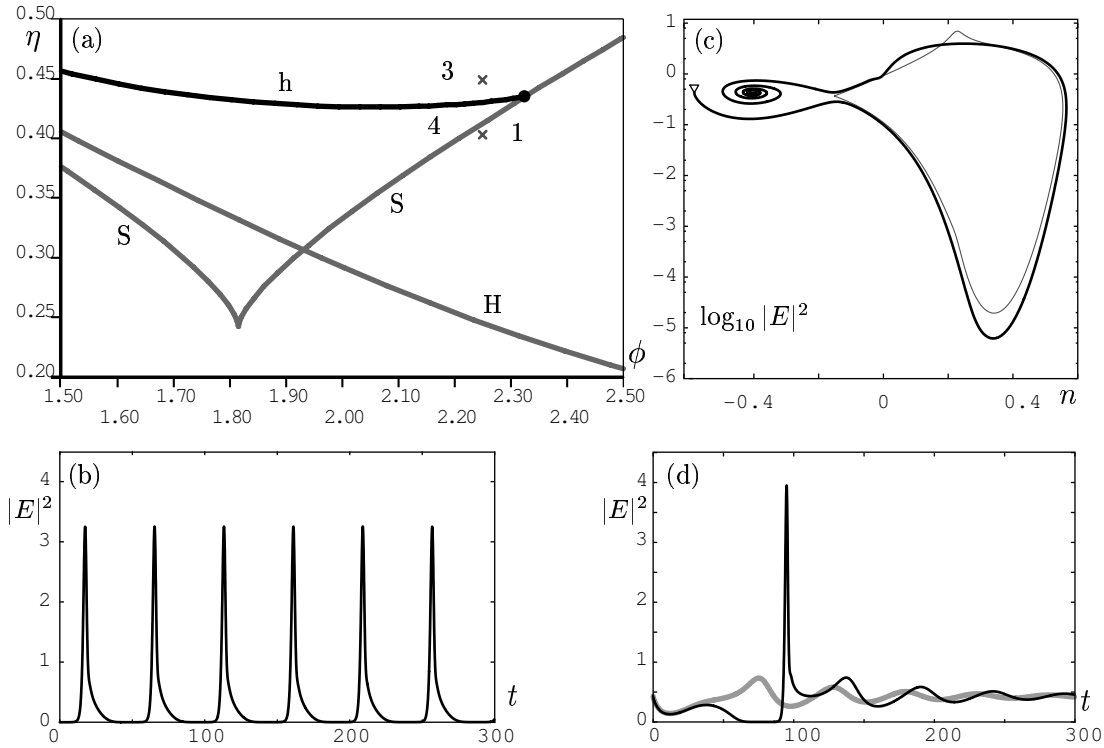 0.50
η
(a)
0.45
0.40
0.35
0.30
0.25
0.20
h
3
4
1
S
S
H
ϕ
1.50 1.70 1.90 2.10 2.30 2.50
1.60 1.80 2.00 2.20 2.40
1
(c)
0
−1
−2
−3
−4
−5
−6
log₁₀ |E|²
−0.4 0 0.4 n
(b)
4
|E|²
3
2
1
0
t
0 100 200 300
(d)
4
|E|²
3
2
1
0
t
0 100 200 300